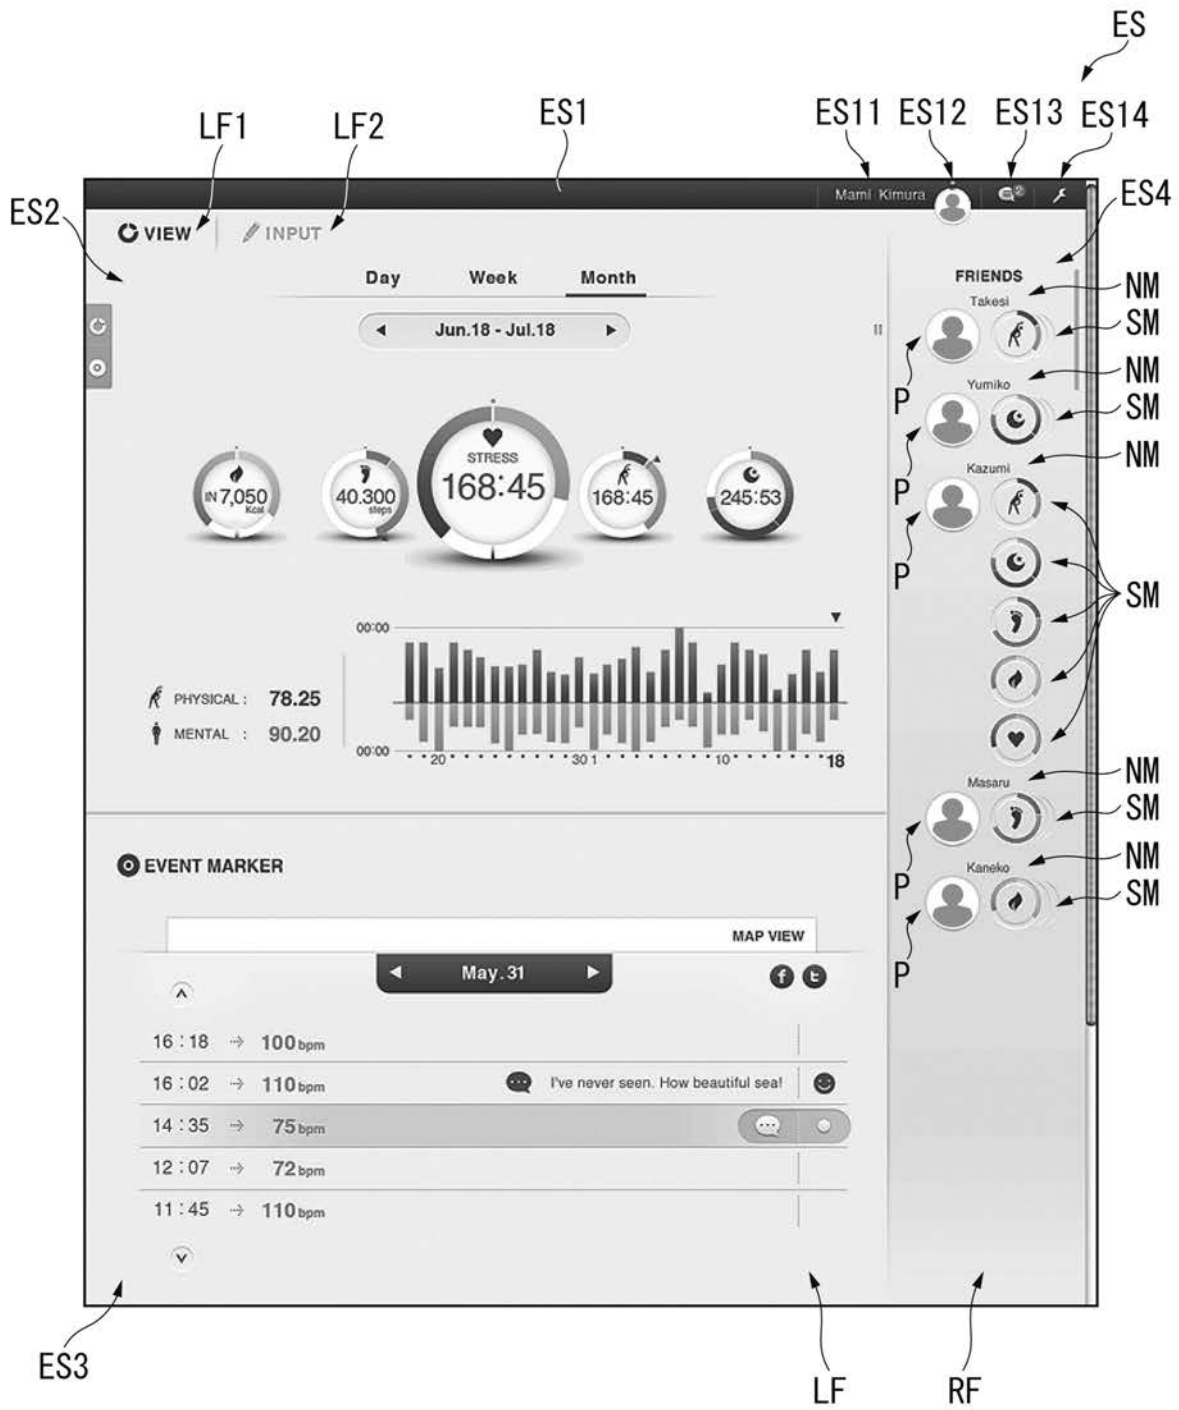 ES
LF1
LF2
ES1
ES11
ES12
ES13
ES14
Mami Kimura
2
ES2
ES4
VIEW
INPUT
Day
Week
Month
Jun.18 - Jul.18
FRIENDS
Takesi
NM
SM
P
Yumiko
NM
SM
P
Kazumi
NM
P
SM
IN 7,050
Kcal
40.300
steps
STRESS
168:45
168:45
245:53
00:00
PHYSICAL : 78.25
MENTAL : 90.20
00:00
20
30 1
10
18
Masaru
NM
SM
P
Kaneko
NM
SM
P
EVENT MARKER
MAP VIEW
May.31
f
t
16:18 100 bpm
16:02 110 bpm I've never seen. How beautiful sea!
14:35 75 bpm
12:07 72 bpm
11:45 110 bpm
ES3
LF
RF